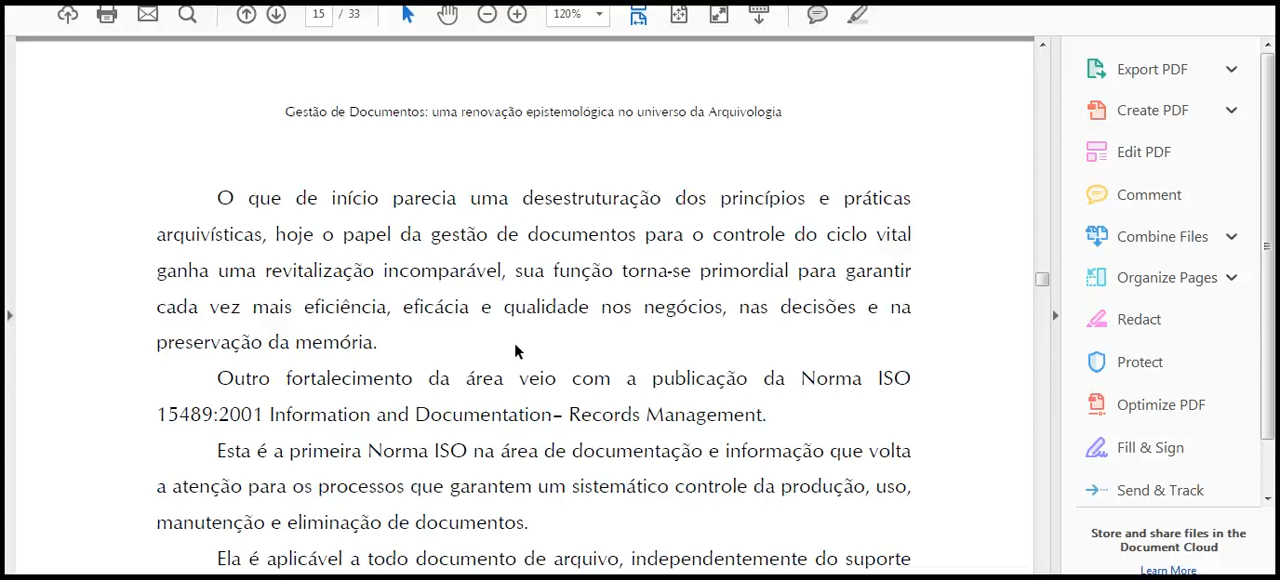 15 / 33
120%
Gestão de Documentos: uma renovação epistemológica no universo da Arquivologia
O que de início parecia uma desestruturação dos princípios e práticas
arquivísticas, hoje o papel da gestão de documentos para o controle do ciclo vital
ganha uma revitalização incomparável, sua função torna-se primordial para garantir
cada vez mais eficiência, eficácia e qualidade nos negócios, nas decisões e na
preservação da memória.
Outro fortalecimento da área veio com a publicação da Norma ISO
15489:2001 Information and Documentation– Records Management.
Esta é a primeira Norma ISO na área de documentação e informação que volta
a atenção para os processos que garantem um sistemático controle da produção, uso,
manutenção e eliminação de documentos.
Ela é aplicável a todo documento de arquivo, independentemente do suporte
Export PDF
Create PDF
Edit PDF
Comment
Combine Files
Organize Pages
Redact
Protect
Optimize PDF
Fill & Sign
Send & Track
Store and share files in the
Document Cloud
Learn More